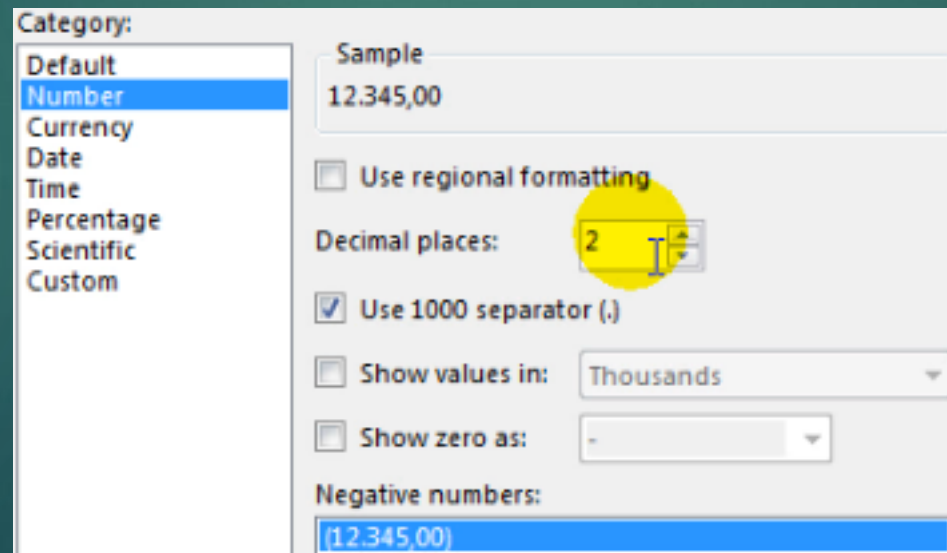 Category:
Default
Number
Currency
Date
Time
Percentage
Scientific
Custom
Sample
12.345,00
Use regional formatting
Decimal places: 2
Use 1000 separator (.)
Show values in: Thousands
Show zero as: -
Negative numbers:
(12.345,00)